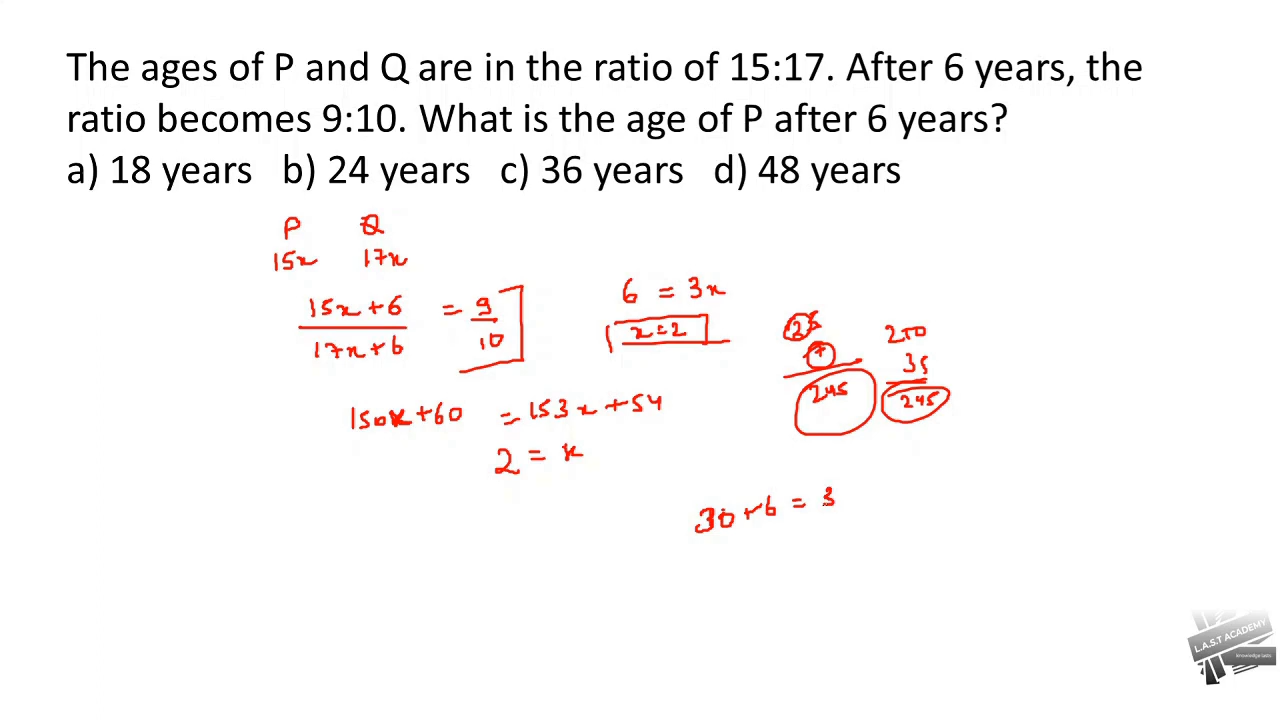 The ages of P and Q are in the ratio of 15:17. After 6 years, the
ratio becomes 9:10. What is the age of P after 6 years?
a) 18 years b) 24 years c) 36 years d) 48 years
P Q
15x 17x
15x+6 = 9
17x+6 10
6 = 3x
x=2
250
35
245 245
150x+60 = 153x+54
2 = x
30+6 = 3
L.A.S.T ACADEMY
knowledge lasts